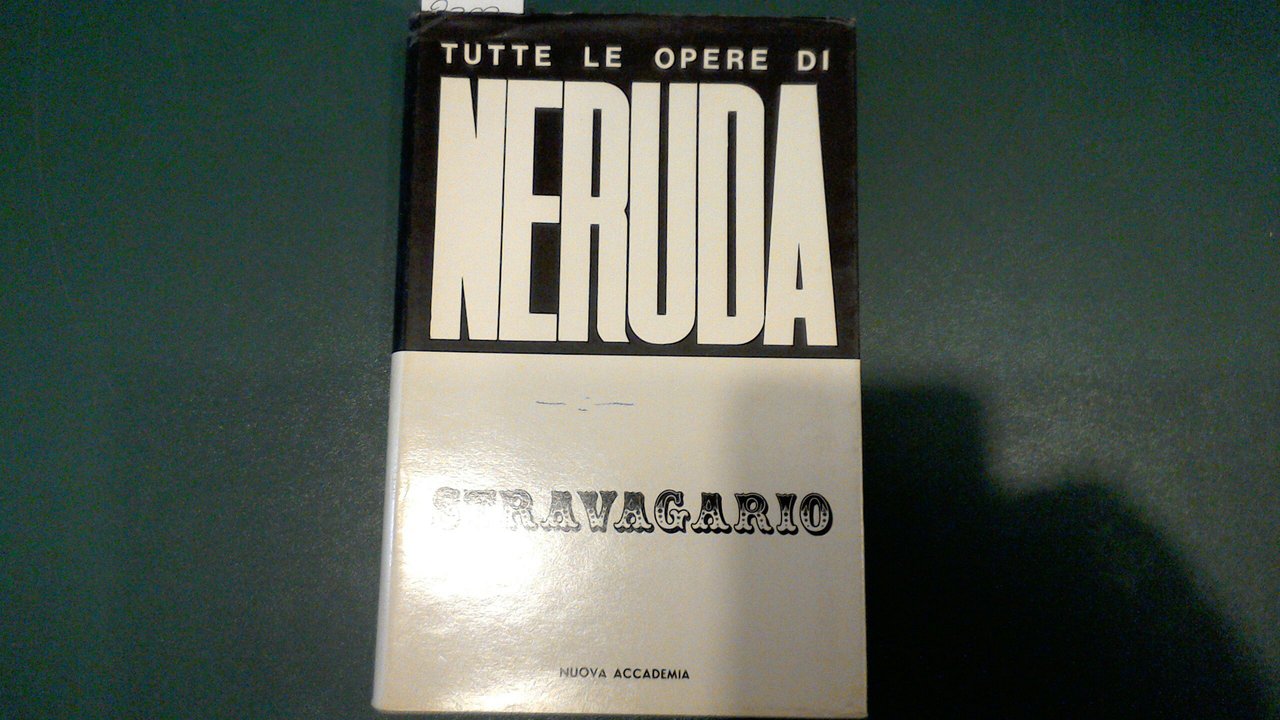 TUTTE LE OPERE DI
NERUDA
STRAVAGARIO
NUOVA ACCADEMIA